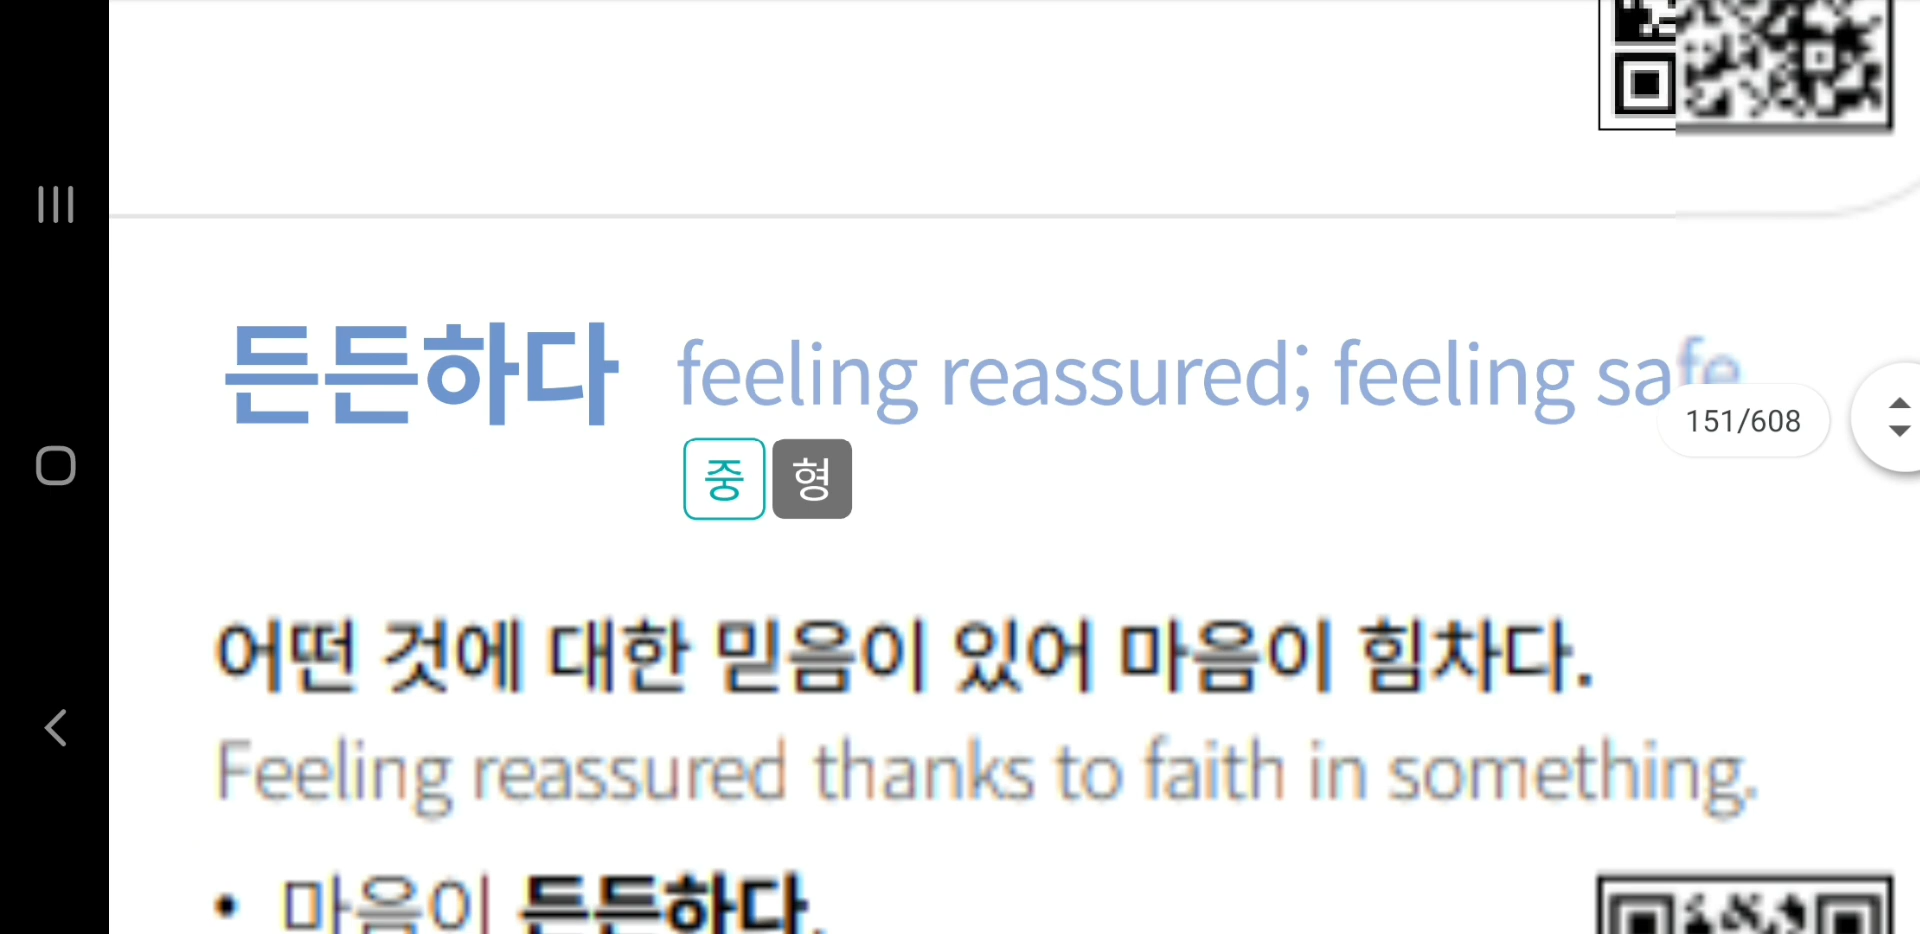 든든하다 feeling reassured; feeling safe
151/608
중 형
어떤 것에 대한 믿음이 있어 마음이 힘차다.
Feeling reassured thanks to faith in something.
• 마음이 든든하다.